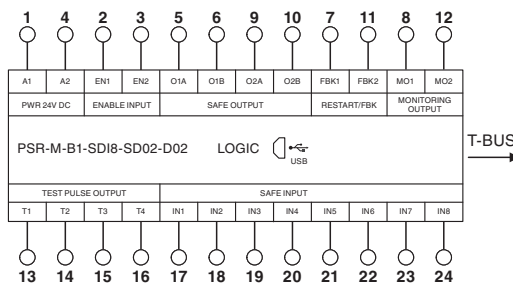 1 4 2 3 5 6 9 10 7 11 8 12
A1 A2 EN1 EN2 O1A O1B O2A O2B FBK1 FBK2 MO1 MO2
PWR 24V DC ENABLE INPUT SAFE OUTPUT RESTART/FBK MONITORING
OUTPUT
PSR-M-B1-SDI8-SD02-D02 LOGIC
USB
T-BUS
TEST PULSE OUTPUT SAFE INPUT
T1 T2 T3 T4 IN1 IN2 IN3 IN4 IN5 IN6 IN7 IN8
13 14 15 16 17 18 19 20 21 22 23 24